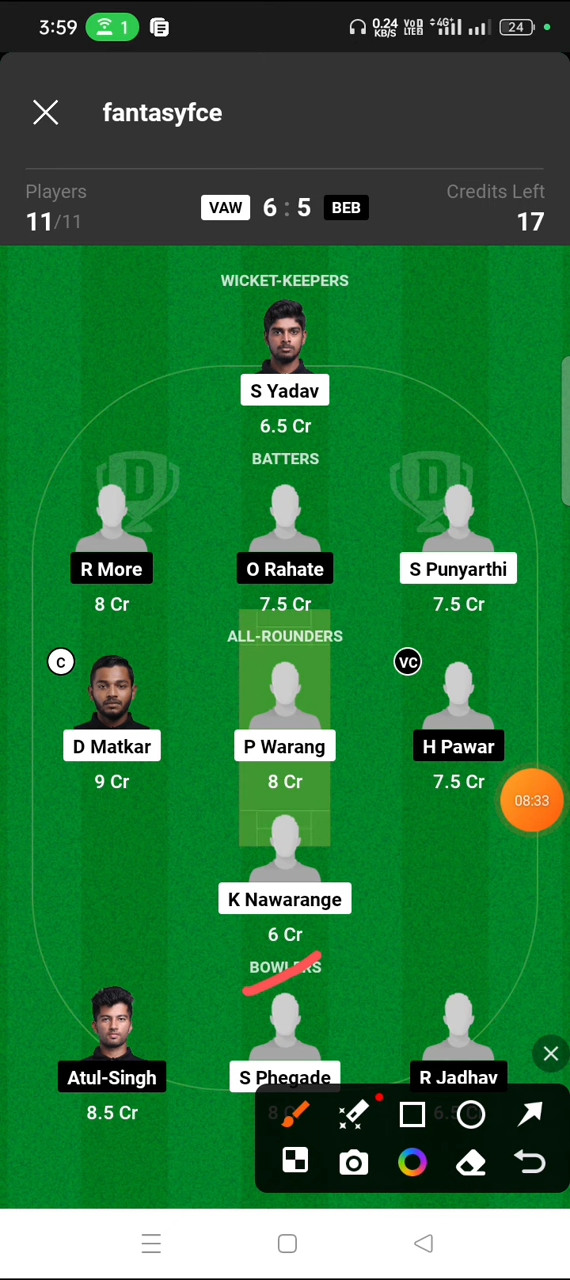 3:59 1 0.24 KB/S VoD LTE2 4G+ 24
fantasyfce
Players Credits Left
11/11 VAW 6 : 5 BEB 17
WICKET-KEEPERS
S Yadav
6.5 Cr
BATTERS
R More O Rahate S Punyarthi
8 Cr 7.5 Cr 7.5 Cr
ALL-ROUNDERS
C VC
D Matkar P Warang H Pawar
9 Cr 8 Cr 7.5 Cr
08:33
K Nawarange
6 Cr
BOWLERS
Atul-Singh S Phegade R Jadhav
8.5 Cr